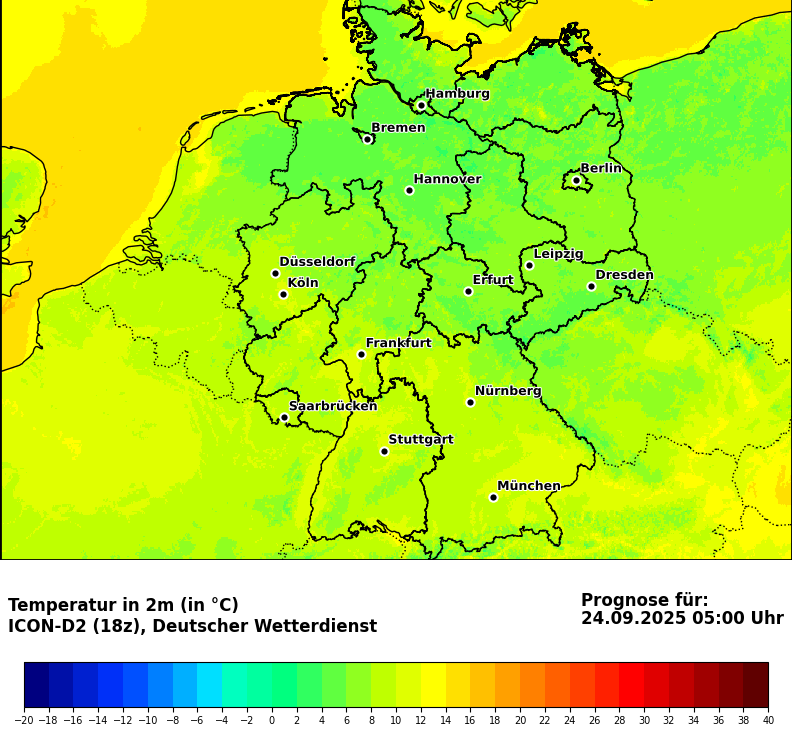 Hamburg
Bremen
Berlin
Hannover
Leipzig
Düsseldorf
Dresden
Köln
Erfurt
Frankfurt
Nürnberg
Saarbrücken
Stuttgart
München
Temperatur in 2m (in °C)
ICON-D2 (18z), Deutscher Wetterdienst
Prognose für:
24.09.2025 05:00 Uhr
−20 −18 −16 −14 −12 −10 −8 −6 −4 −2 0 2 4 6 8 10 12 14 16 18 20 22 24 26 28 30 32 34 36 38 40